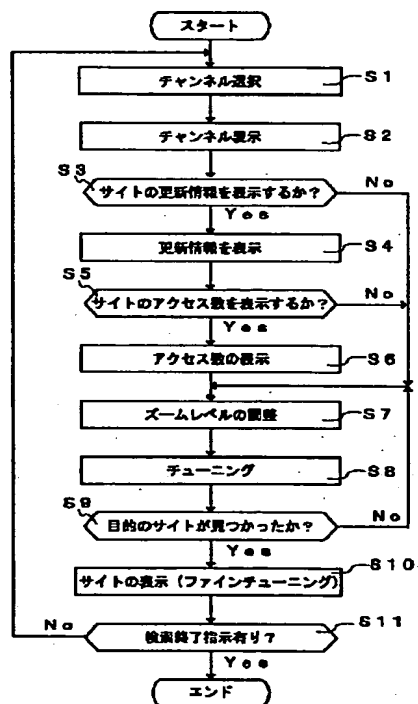 スタート
チャンネル選択
S1
チャンネル表示
S2
S3
サイトの更新情報を表示するか?
No
Yes
更新情報を表示
S4
S5
サイトのアクセス数を表示するか?
No
Yes
アクセス数の表示
S6
ズームレベルの調整
S7
チューニング
S8
S9
目的のサイトが見つかったか?
No
Yes
サイトの表示(ファインチューニング)
S10
No
検索終了指示有り?
S11
Yes
エンド